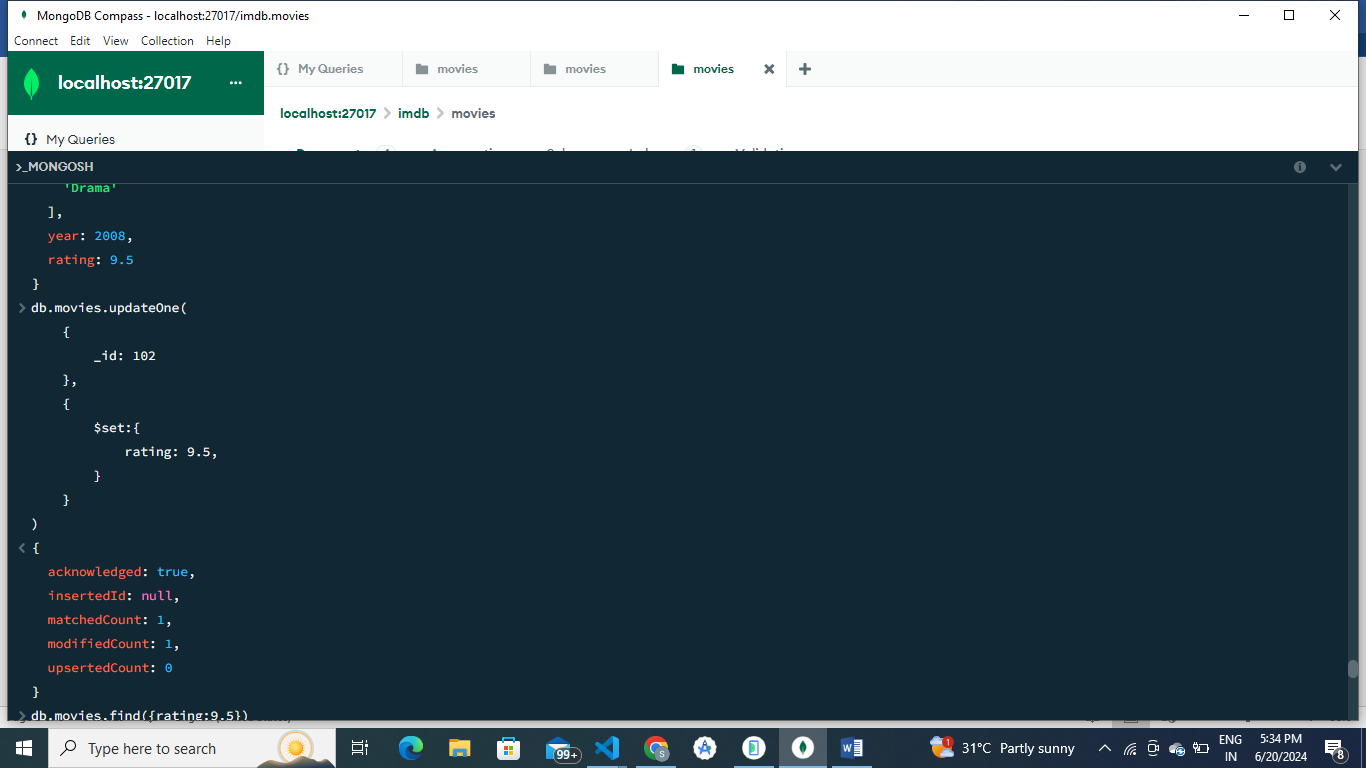 MongoDB Compass - localhost:27017/imdb.movies
Connect Edit View Collection Help
localhost:27017 ...
{} My Queries movies movies movies
localhost:27017 > imdb > movies
{} My Queries
>_MONGOSH
'Drama'
],
year: 2008,
rating: 9.5
}
> db.movies.updateOne(
{
_id: 102
},
{
$set:{
rating: 9.5,
}
}
)
< {
acknowledged: true,
insertedId: null,
matchedCount: 1,
modifiedCount: 1,
upsertedCount: 0
}
> db.movies.find({rating:9.5})
Type here to search
99+
S
W
1
31°C Partly sunny
ENG
IN
5:34 PM
6/20/2024
8